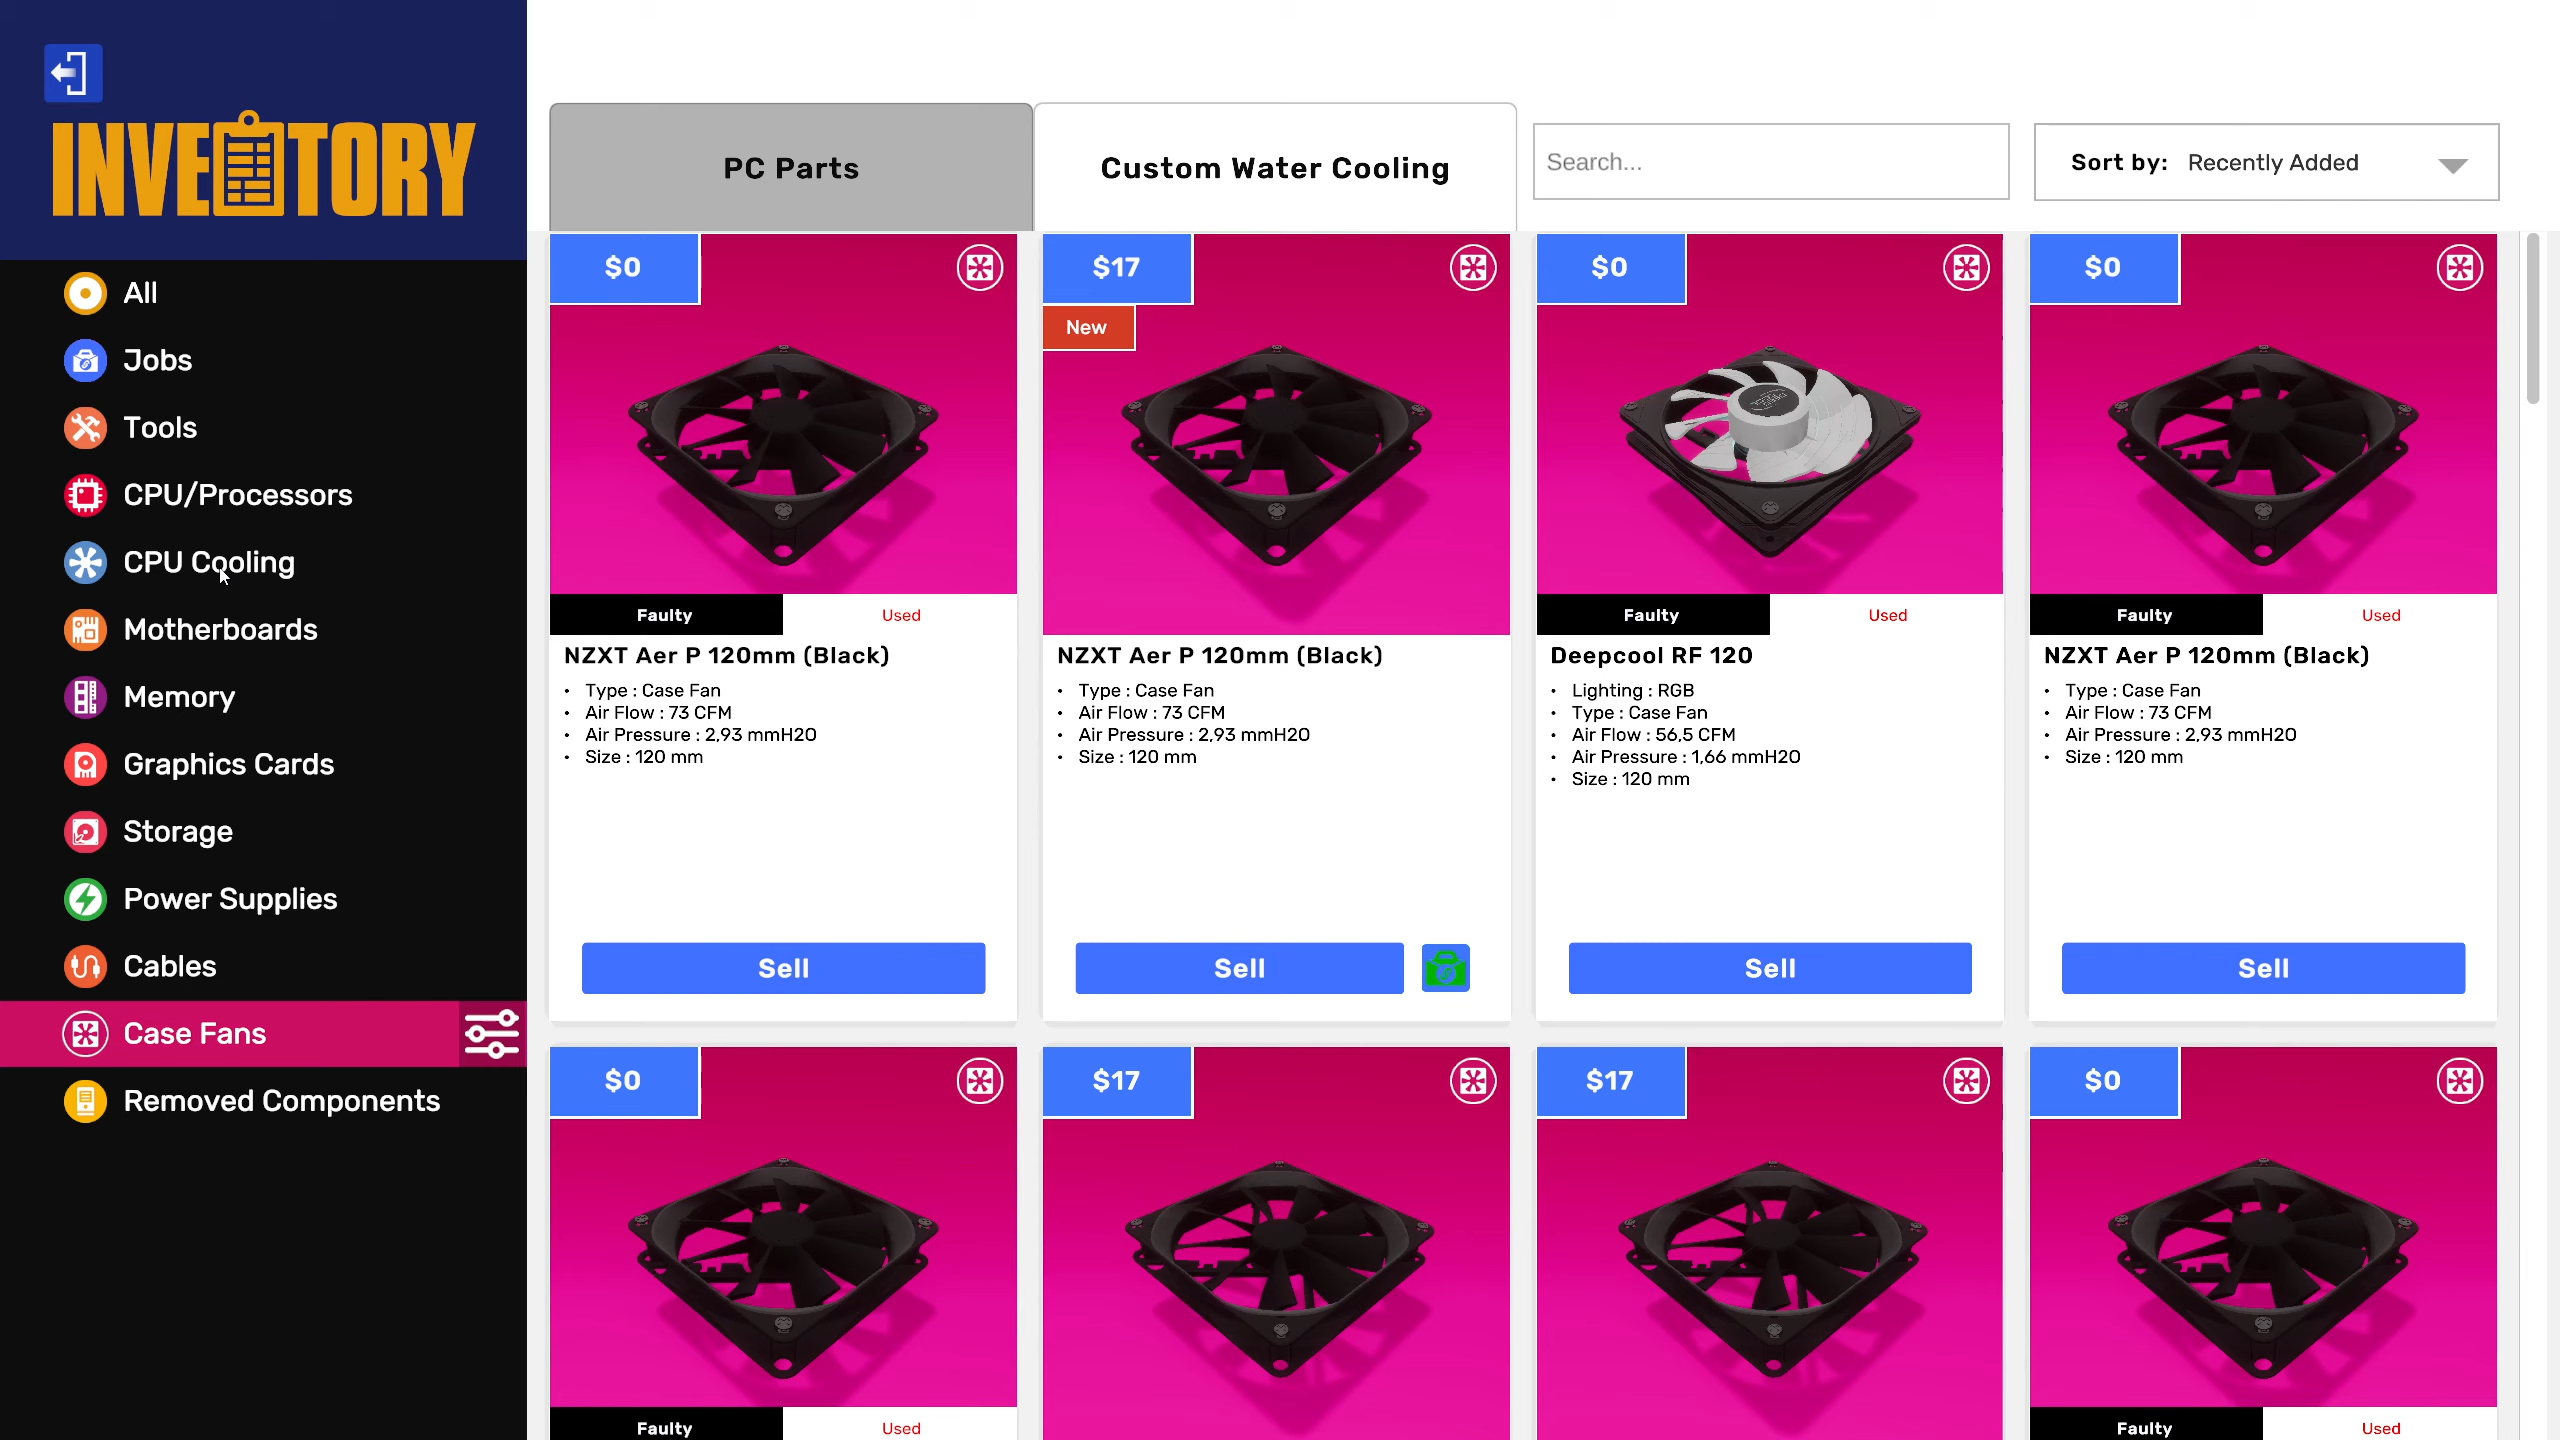 INVENTORY
All
Jobs
Tools
CPU/Processors
CPU Cooling
Motherboards
Memory
Graphics Cards
Storage
Power Supplies
Cables
Case Fans
Removed Components
PC Parts
Custom Water Cooling
Search...
Sort by: Recently Added
$0
Faulty Used
NZXT Aer P 120mm (Black)
• Type : Case Fan
• Air Flow : 73 CFM
• Air Pressure : 2,93 mmH2O
• Size : 120 mm
Sell
$17
New
NZXT Aer P 120mm (Black)
• Type : Case Fan
• Air Flow : 73 CFM
• Air Pressure : 2,93 mmH2O
• Size : 120 mm
Sell
$0
Faulty Used
Deepcool RF 120
• Lighting : RGB
• Type : Case Fan
• Air Flow : 56,5 CFM
• Air Pressure : 1,66 mmH2O
• Size : 120 mm
Sell
$0
Faulty Used
NZXT Aer P 120mm (Black)
• Type : Case Fan
• Air Flow : 73 CFM
• Air Pressure : 2,93 mmH2O
• Size : 120 mm
Sell
$0
Faulty Used
$17
$17
$0
Faulty Used